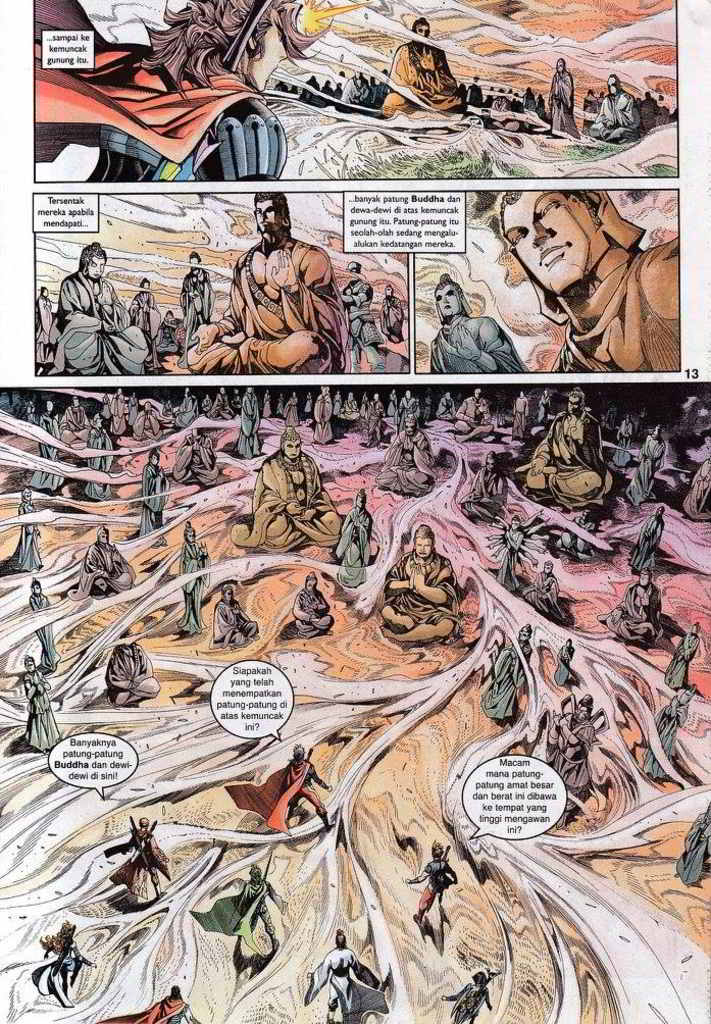 ...sampai ke
kemuncak
gunung itu.
Tersentak
mereka apabila
mendapati...
...banyak patung Buddha dan
dewa-dewi di atas kemuncak
gunung itu. Patung-patung itu
seolah-olah sedang mengalu-
alukan kedatangan mereka.
13
Siapakah
yang telah
menempatkan
patung-patung di
atas kemuncak
ini?
Banyaknya
patung-patung
Buddha dan dewi-
dewi di sini!
Macam
mana patung-
patung amat besar
dan berat ini dibawa
ke tempat yang
tinggi mengawan
ini?